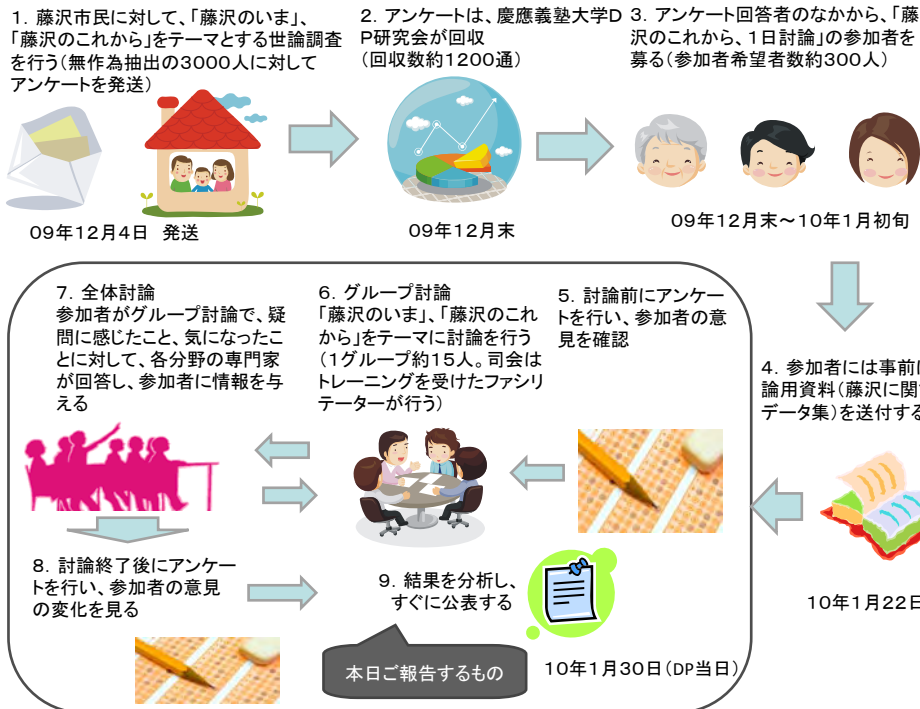 1. 藤沢市民に対して、「藤沢のいま」、
「藤沢のこれから」をテーマとする世論調査
を行う(無作為抽出の3000人に対して
アンケートを発送)
09年12月4日 発送
2. アンケートは、慶應義塾大学D
P研究会が回収
(回収数約1200通)
09年12月末
3. アンケート回答者のなかから、「藤
沢のこれから、1日討論」の参加者を
募る(参加者希望者数約300人)
09年12月末～10年1月初旬
4. 参加者には事前に
論用資料(藤沢に関
データ集)を送付する
10年1月22日
5. 討論前にアンケー
トを行い、参加者の意
見を確認
6. グループ討論
「藤沢のいま」、「藤沢のこれ
から」をテーマに討論を行う
(1グループ約15人。司会は
トレーニングを受けたファシリ
テーターが行う)
7. 全体討論
参加者がグループ討論で、疑
問に感じたこと、気になったこ
とに対して、各分野の専門家
が回答し、参加者に情報を与
える
8. 討論終了後にアンケー
トを行い、参加者の意見
の変化を見る
9. 結果を分析し、
すぐに公表する
本日ご報告するもの
10年1月30日(DP当日)